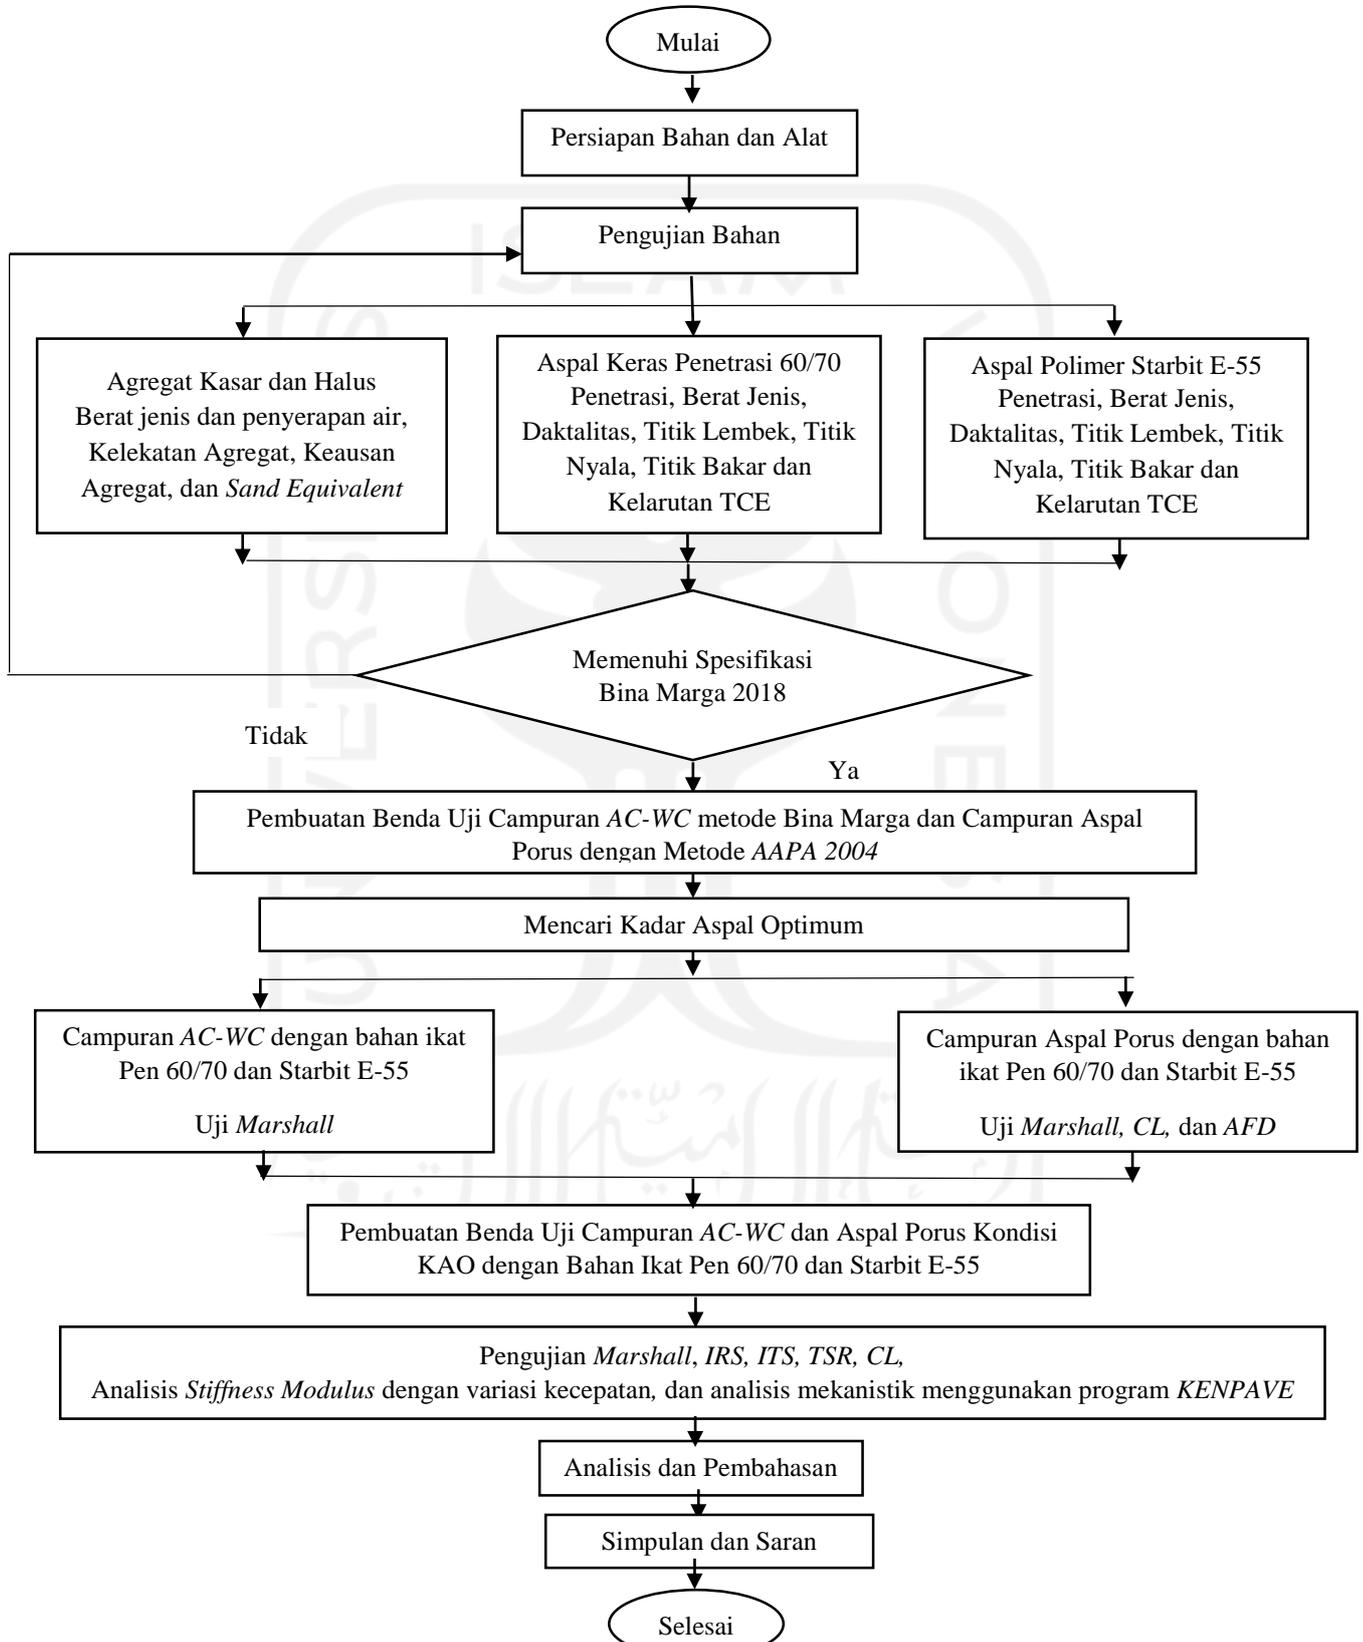 Mulai
Persiapan Bahan dan Alat
Pengujian Bahan
Agregat Kasar dan Halus
Berat jenis dan penyerapan air,
Kelekatan Agregat, Keausan
Agregat, dan Sand Equivalent
Aspal Keras Penetrasi 60/70
Penetrasi, Berat Jenis,
Daktalitas, Titik Lembek, Titik
Nyala, Titik Bakar dan
Kelarutan TCE
Aspal Polimer Starbit E-55
Penetrasi, Berat Jenis,
Daktalitas, Titik Lembek, Titik
Nyala, Titik Bakar dan
Kelarutan TCE
Memenuhi Spesifikasi
Bina Marga 2018
Tidak
Ya
Pembuatan Benda Uji Campuran AC-WC metode Bina Marga dan Campuran Aspal
Porus dengan Metode AAPA 2004
Mencari Kadar Aspal Optimum
Campuran AC-WC dengan bahan ikat
Pen 60/70 dan Starbit E-55
Uji Marshall
Campuran Aspal Porus dengan bahan
ikat Pen 60/70 dan Starbit E-55
Uji Marshall, CL, dan AFD
Pembuatan Benda Uji Campuran AC-WC dan Aspal Porus Kondisi
KAO dengan Bahan Ikat Pen 60/70 dan Starbit E-55
Pengujian Marshall, IRS, ITS, TSR, CL,
Analisis Stiffness Modulus dengan variasi kecepatan, dan analisis mekanistik menggunakan program KENPAVE
Analisis dan Pembahasan
Simpulan dan Saran
Selesai